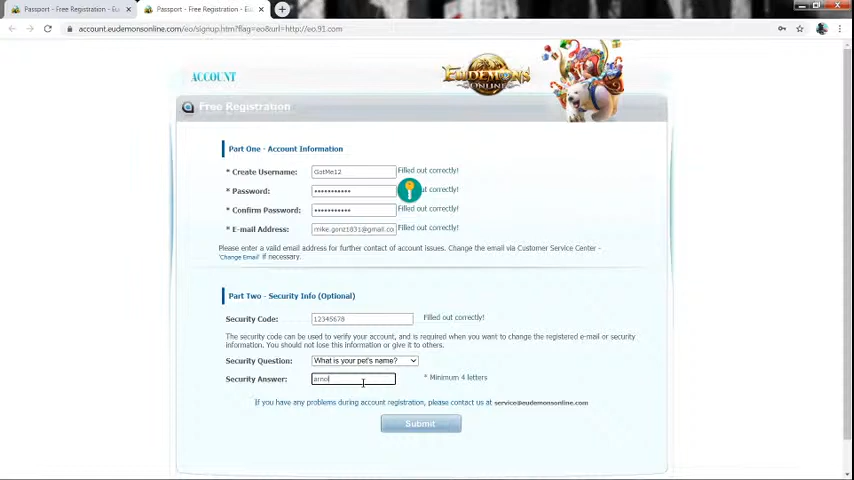 Passport - Free Registration - Eu
Passport - Free Registration - Eu
account.eudemonsonline.com/eo/signup.htm?flag=eo&url=http://eo.91.com
ACCOUNT
EUDEMONS
ONLINE
Free Registration
Part One - Account Information
* Create Username: GotMe12 Filled out correctly!
* Password: ••••••••••• out correctly!
* Confirm Password: ••••••••••• Filled out correctly!
* E-mail Address: mike.gonz1831@gmail.co Filled out correctly!
Please enter a valid email address for further contact of account issues. Change the email via Customer Service Center -
'Change Email' if necessary.
Part Two - Security Info (Optional)
Security Code: 12345678 Filled out correctly!
The security code can be used to verify your account, and is required when you want to change the registered e-mail or security
information. You should not lose this information or give it to others.
Security Question: What is your pet's name?
Security Answer: arnol * Minimum 4 letters
If you have any problems during account registration, please contact us at service@eudemonsonline.com
Submit